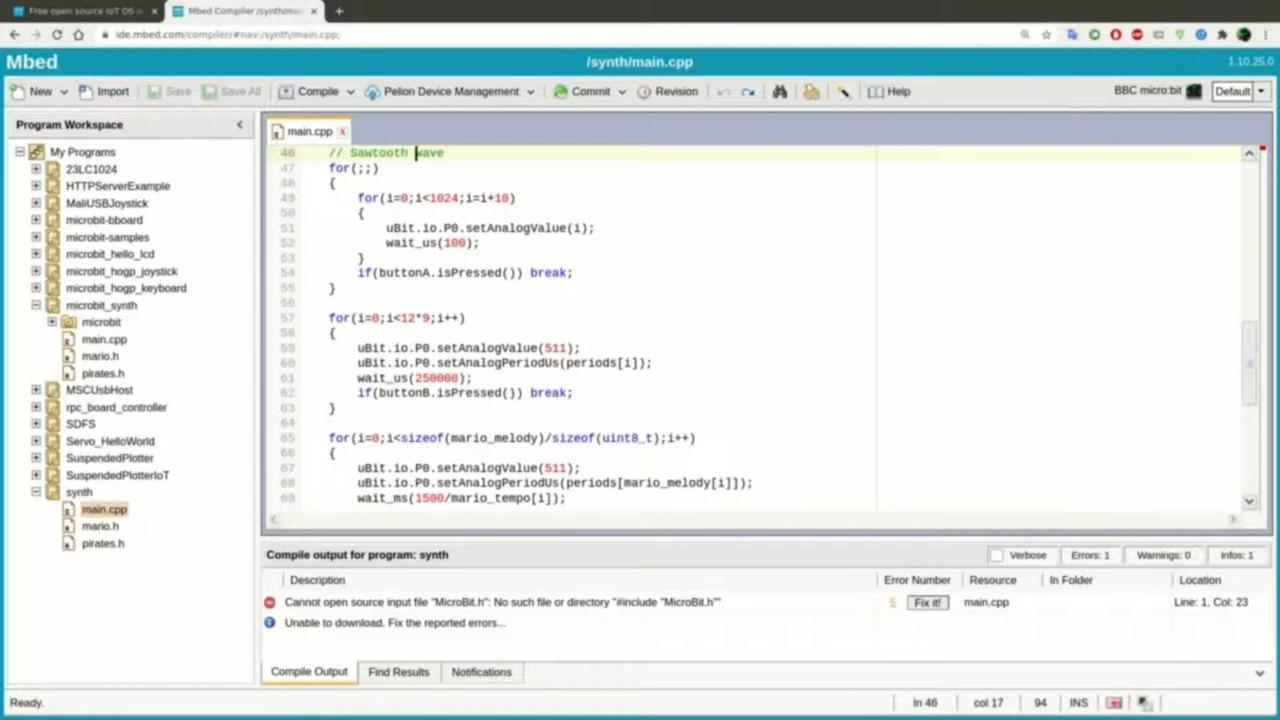 Free open source IoT OS a
Mbed Compiler /synth/mai
ide.mbed.com/compiler/#nav:/synth/main.cpp;
Mbed
/synth/main.cpp
1.10.25.0
New
Import
Save
Save All
Compile
Pelion Device Management
Commit
Revision
Help
BBC micro:bit
Default
Program Workspace
My Programs
23LC1024
HTTPServerExample
MaliUSBJoystick
microbit-bboard
microbit-samples
microbit_hello_lcd
microbit_hogp_joystick
microbit_hogp_keyboard
microbit_synth
microbit
main.cpp
mario.h
pirates.h
MSCUsbHost
rpc_board_controller
SDFS
Servo_HelloWorld
SuspendedPlotter
SuspendedPlotterIoT
synth
main.cpp
mario.h
pirates.h
main.cpp x
46 // Sawtooth wave
47 for(;;)
48 {
49 for(i=0;i<1024;i=i+10)
50 {
51 uBit.io.P0.setAnalogValue(i);
52 wait_us(100);
53 }
54 if(buttonA.isPressed()) break;
55 }
56
57 for(i=0;i<12*9;i++)
58 {
59 uBit.io.P0.setAnalogValue(511);
60 uBit.io.P0.setAnalogPeriodUs(periods[i]);
61 wait_us(250000);
62 if(buttonB.isPressed()) break;
63 }
64
65 for(i=0;i<sizeof(mario_melody)/sizeof(uint8_t);i++)
66 {
67 uBit.io.P0.setAnalogValue(511);
68 uBit.io.P0.setAnalogPeriodUs(periods[mario_melody[i]]);
69 wait_ms(1500/mario_tempo[i]);
Compile output for program: synth
Verbose
Errors: 1
Warnings: 0
Infos: 1
Description
Error Number
Resource
In Folder
Location
Cannot open source input file "MicroBit.h": No such file or directory "#include "MicroBit.h""
5
Fix it!
main.cpp
Line: 1, Col: 23
Unable to download. Fix the reported errors...
Compile Output
Find Results
Notifications
Ready.
ln 46
col 17
94
INS